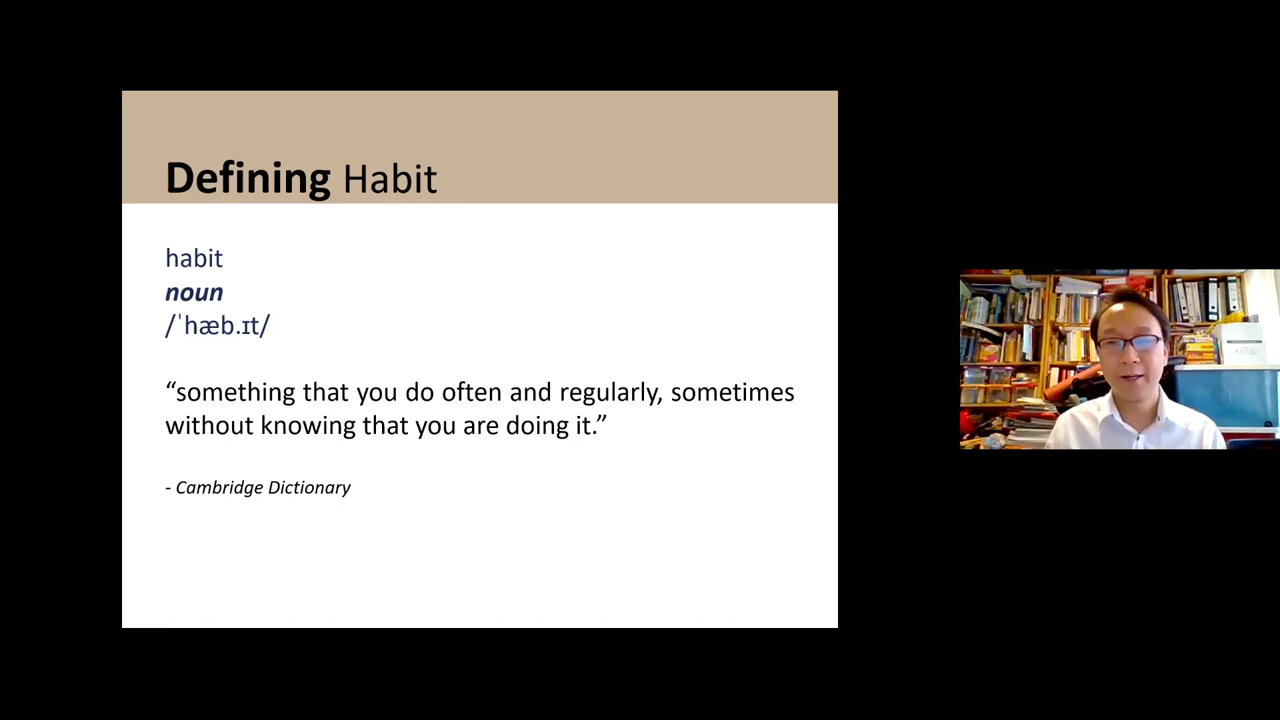 Defining Habit
habit
noun
/ˈhæb.ɪt/
“something that you do often and regularly, sometimes
without knowing that you are doing it.”
- Cambridge Dictionary